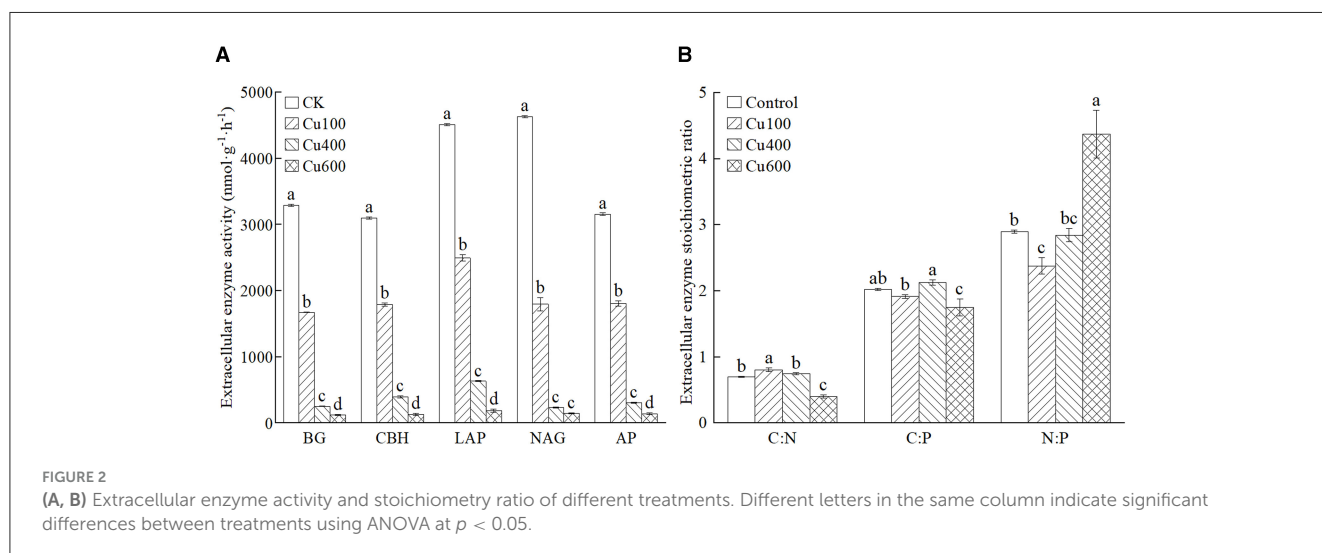 A
B
Extracellular enzyme activity (nmol·g⁻¹·h⁻¹)
5000
4000
3000
2000
1000
0
CK
Cu100
Cu400
Cu600
a
b
c
d
a
b
c
d
a
b
c
d
a
b
c
c
a
b
c
d
BG CBH LAP NAG AP
Extracellular enzyme stoichiometric ratio
5
4
3
2
1
0
Control
Cu100
Cu400
Cu600
b
a
b
c
ab
b
a
c
b
c
bc
a
C:N C:P N:P
FIGURE 2
(A, B) Extracellular enzyme activity and stoichiometry ratio of different treatments. Different letters in the same column indicate significant
differences between treatments using ANOVA at p < 0.05.